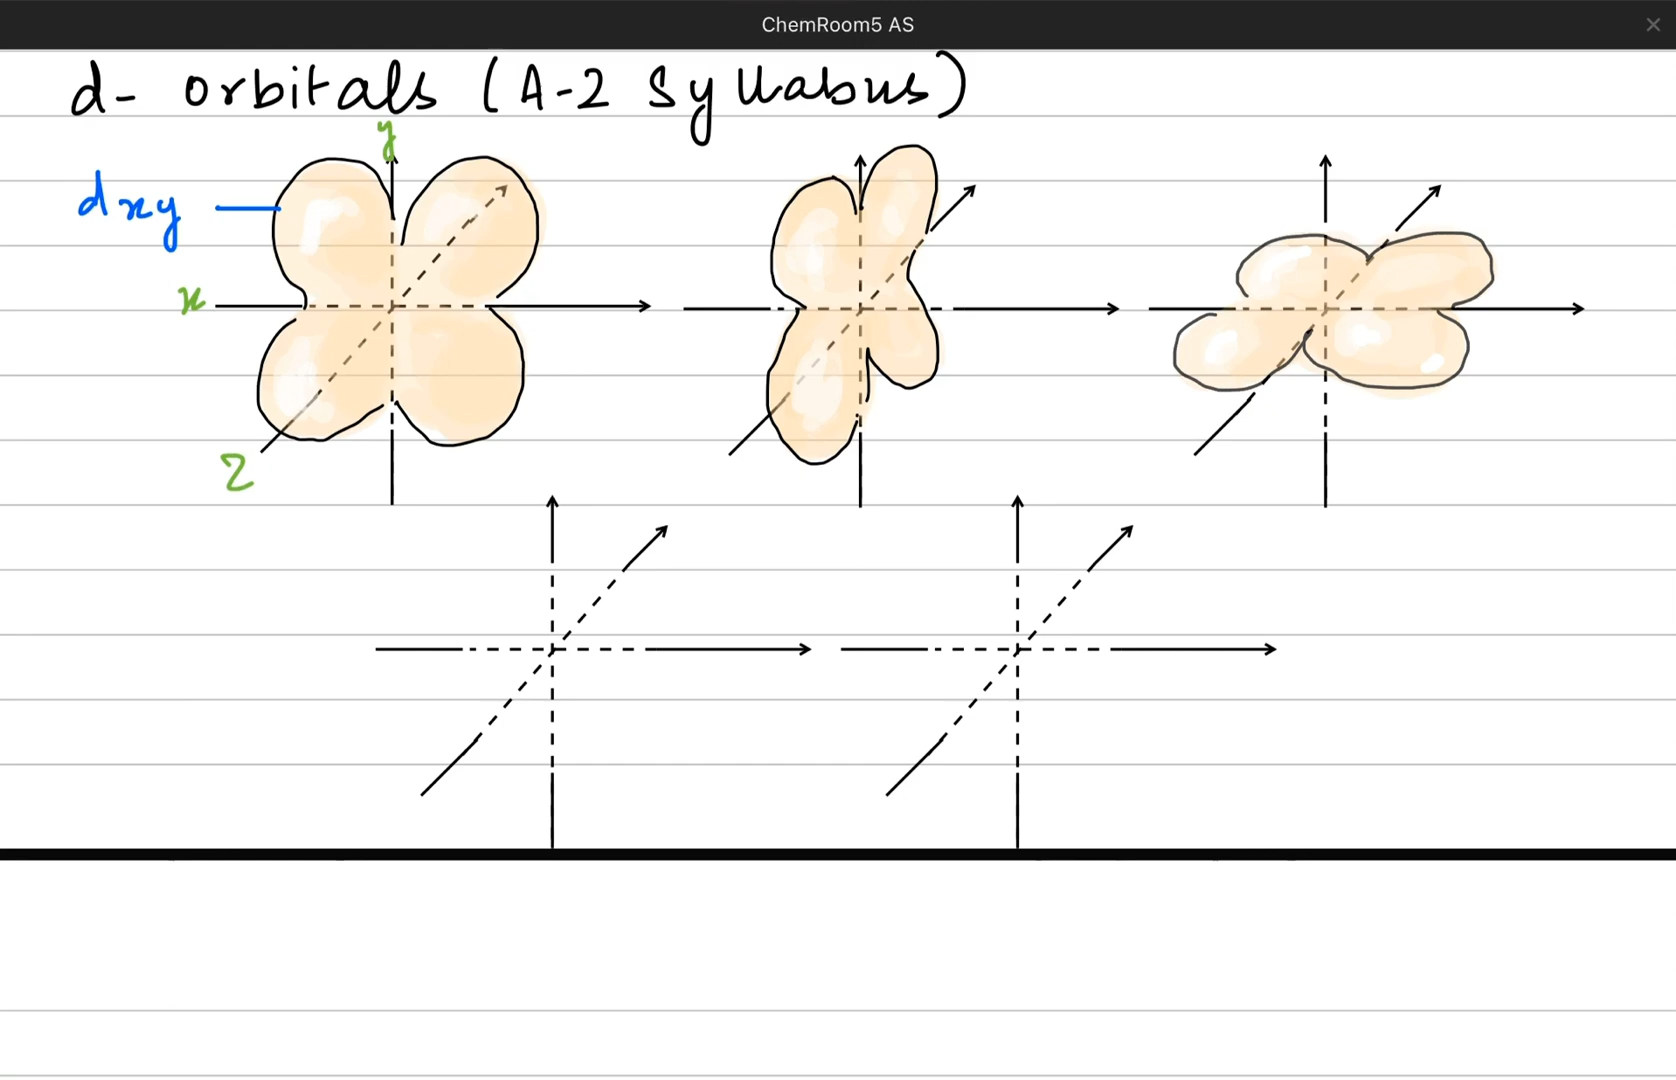 ChemRoom5 AS
d- orbitals (A-2 Syllabus)
y
dxy
x
z